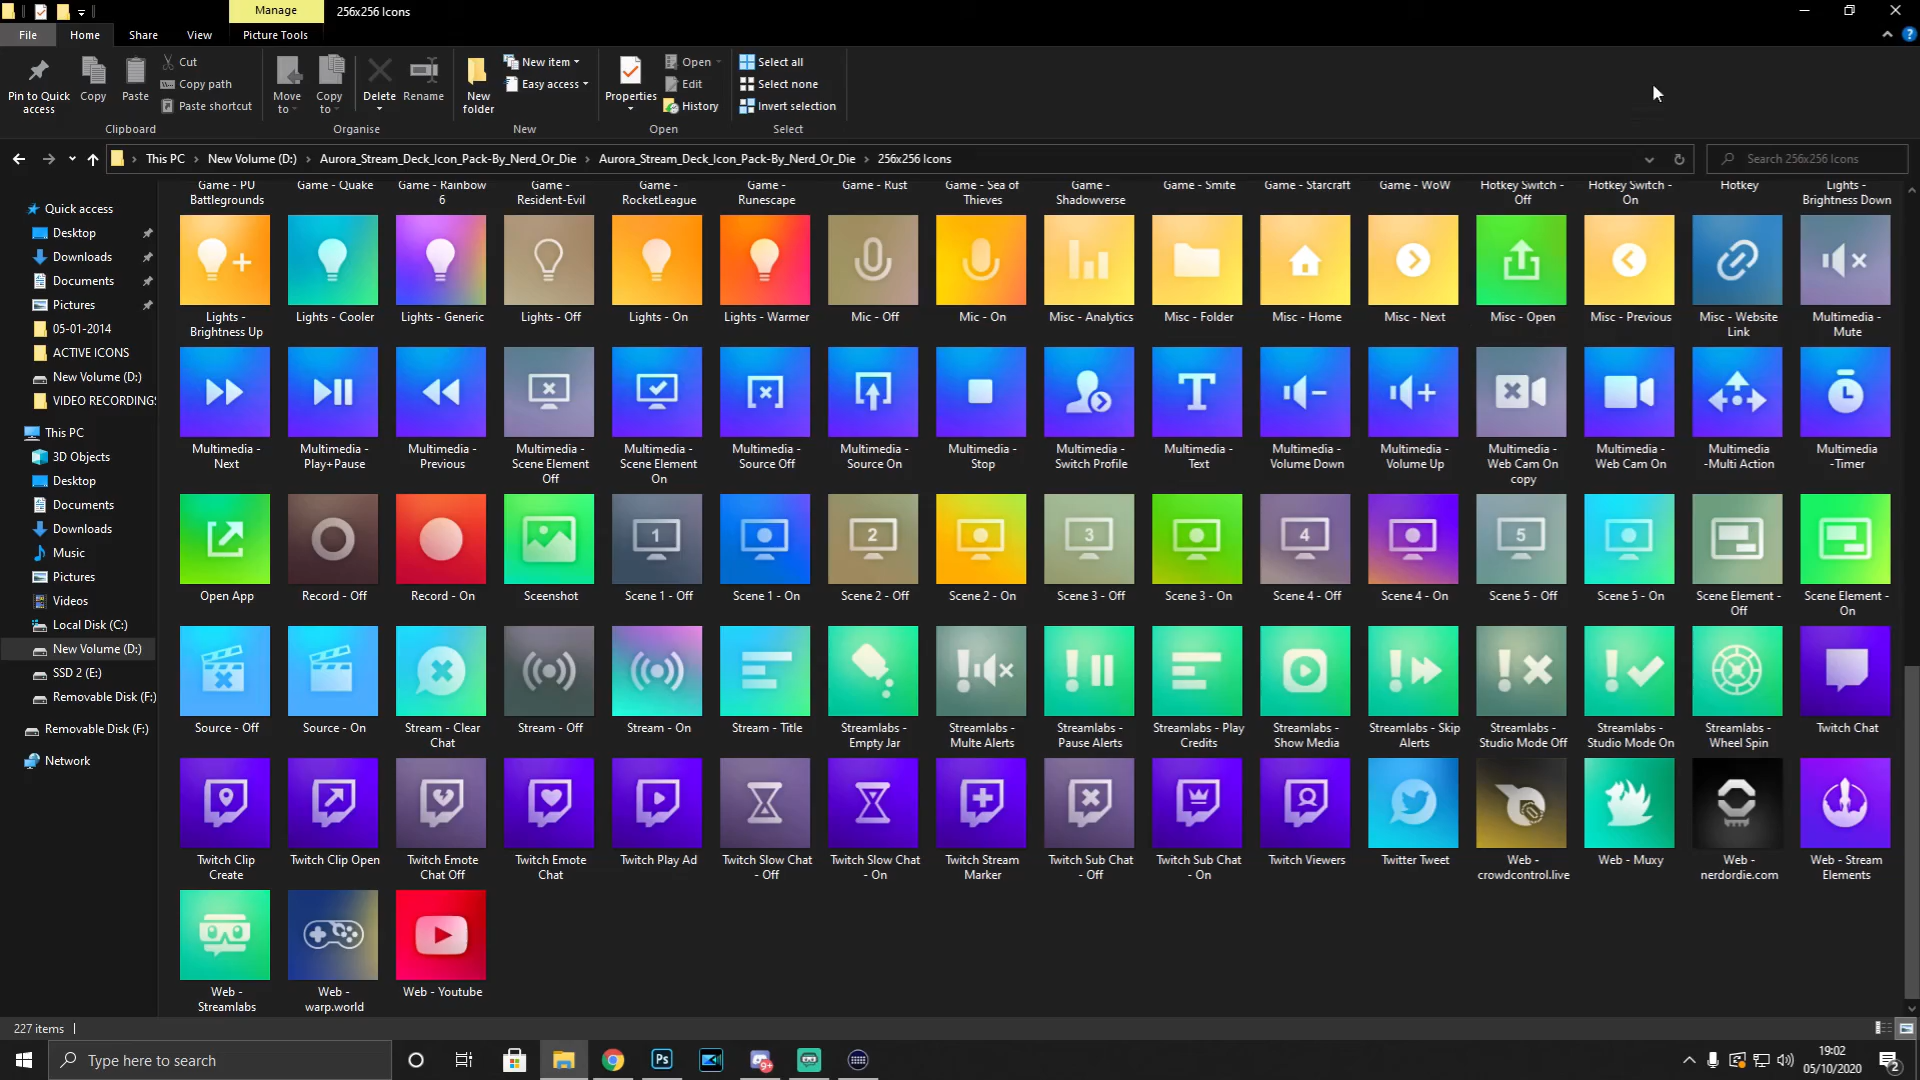 Manage
256x256 Icons
File
Home
Share
View
Picture Tools
Pin to Quick
access
Copy
Paste
Cut
Copy path
Paste shortcut
Clipboard
Move
to
Copy
to
Delete
Rename
Organise
New
folder
New item
Easy access
New
Properties
Open
Edit
History
Open
Select all
Select none
Invert selection
Select
This PC
New Volume (D:)
Aurora_Stream_Deck_Icon_Pack-By_Nerd_Or_Die
Aurora_Stream_Deck_Icon_Pack-By_Nerd_Or_Die
256x256 Icons
Search 256x256 Icons
Quick access
Desktop
Downloads
Documents
Pictures
05-01-2014
ACTIVE ICONS
New Volume (D:)
VIDEO RECORDINGS
This PC
3D Objects
Desktop
Documents
Downloads
Music
Pictures
Videos
Local Disk (C:)
New Volume (D:)
SSD 2 (E:)
Removable Disk (F:)
Removable Disk (F:)
Network
Game - PU
Battlegrounds
Game - Quake
Game - Rainbow
6
Game -
Resident-Evil
Game -
RocketLeague
Game -
Runescape
Game - Rust
Game - Sea of
Thieves
Game -
Shadowverse
Game - Smite
Game - Starcraft
Game - WoW
Hotkey Switch -
Off
Hotkey Switch -
On
Hotkey
Lights -
Brightness Down
Lights -
Brightness Up
Lights - Cooler
Lights - Generic
Lights - Off
Lights - On
Lights - Warmer
Mic - Off
Mic - On
Misc - Analytics
Misc - Folder
Misc - Home
Misc - Next
Misc - Open
Misc - Previous
Misc - Website
Link
Multimedia -
Mute
T
Multimedia -
Next
Multimedia -
Play+Pause
Multimedia -
Previous
Multimedia -
Scene Element
Off
Multimedia -
Scene Element
On
Multimedia -
Source Off
Multimedia -
Source On
Multimedia -
Stop
Multimedia -
Switch Profile
Multimedia -
Text
Multimedia -
Volume Down
Multimedia -
Volume Up
Multimedia -
Web Cam On
copy
Multimedia -
Web Cam On
Multimedia
-Multi Action
Multimedia
-Timer
1
2
3
4
5
Open App
Record - Off
Record - On
Sceenshot
Scene 1 - Off
Scene 1 - On
Scene 2 - Off
Scene 2 - On
Scene 3 - Off
Scene 3 - On
Scene 4 - Off
Scene 4 - On
Scene 5 - Off
Scene 5 - On
Scene Element -
Off
Scene Element -
On
Source - Off
Source - On
Stream - Clear
Chat
Stream - Off
Stream - On
Stream - Title
Streamlabs -
Empty Jar
Streamlabs -
Multe Alerts
Streamlabs -
Pause Alerts
Streamlabs - Play
Credits
Streamlabs -
Show Media
Streamlabs - Skip
Alerts
Streamlabs -
Studio Mode Off
Streamlabs -
Studio Mode On
Streamlabs -
Wheel Spin
Twitch Chat
Twitch Clip
Create
Twitch Clip Open
Twitch Emote
Chat Off
Twitch Emote
Chat
Twitch Play Ad
Twitch Slow Chat
- Off
Twitch Slow Chat
- On
Twitch Stream
Marker
Twitch Sub Chat
- Off
Twitch Sub Chat
- On
Twitch Viewers
Twitter Tweet
Web -
crowdcontrol.live
Web - Muxy
Web -
nerdordie.com
Web - Stream
Elements
Web -
Streamlabs
Web -
warp.world
Web - Youtube
227 items
Type here to search
Ps
9+
19:02
05/10/2020
2